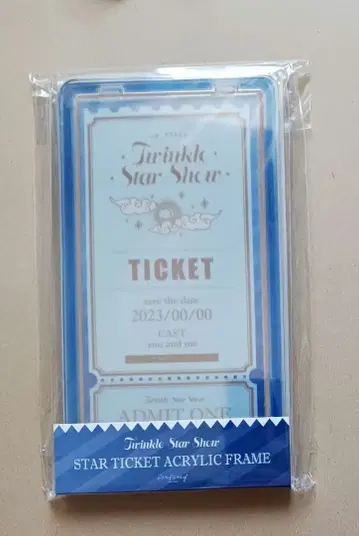 Twinkle
Star Show
TICKET
save the date
2023/00/00
CAST
you and me
Twinkle Star Show
ADMIT ONE
Twinkle Star Show
STAR TICKET ACRYLIC FRAME